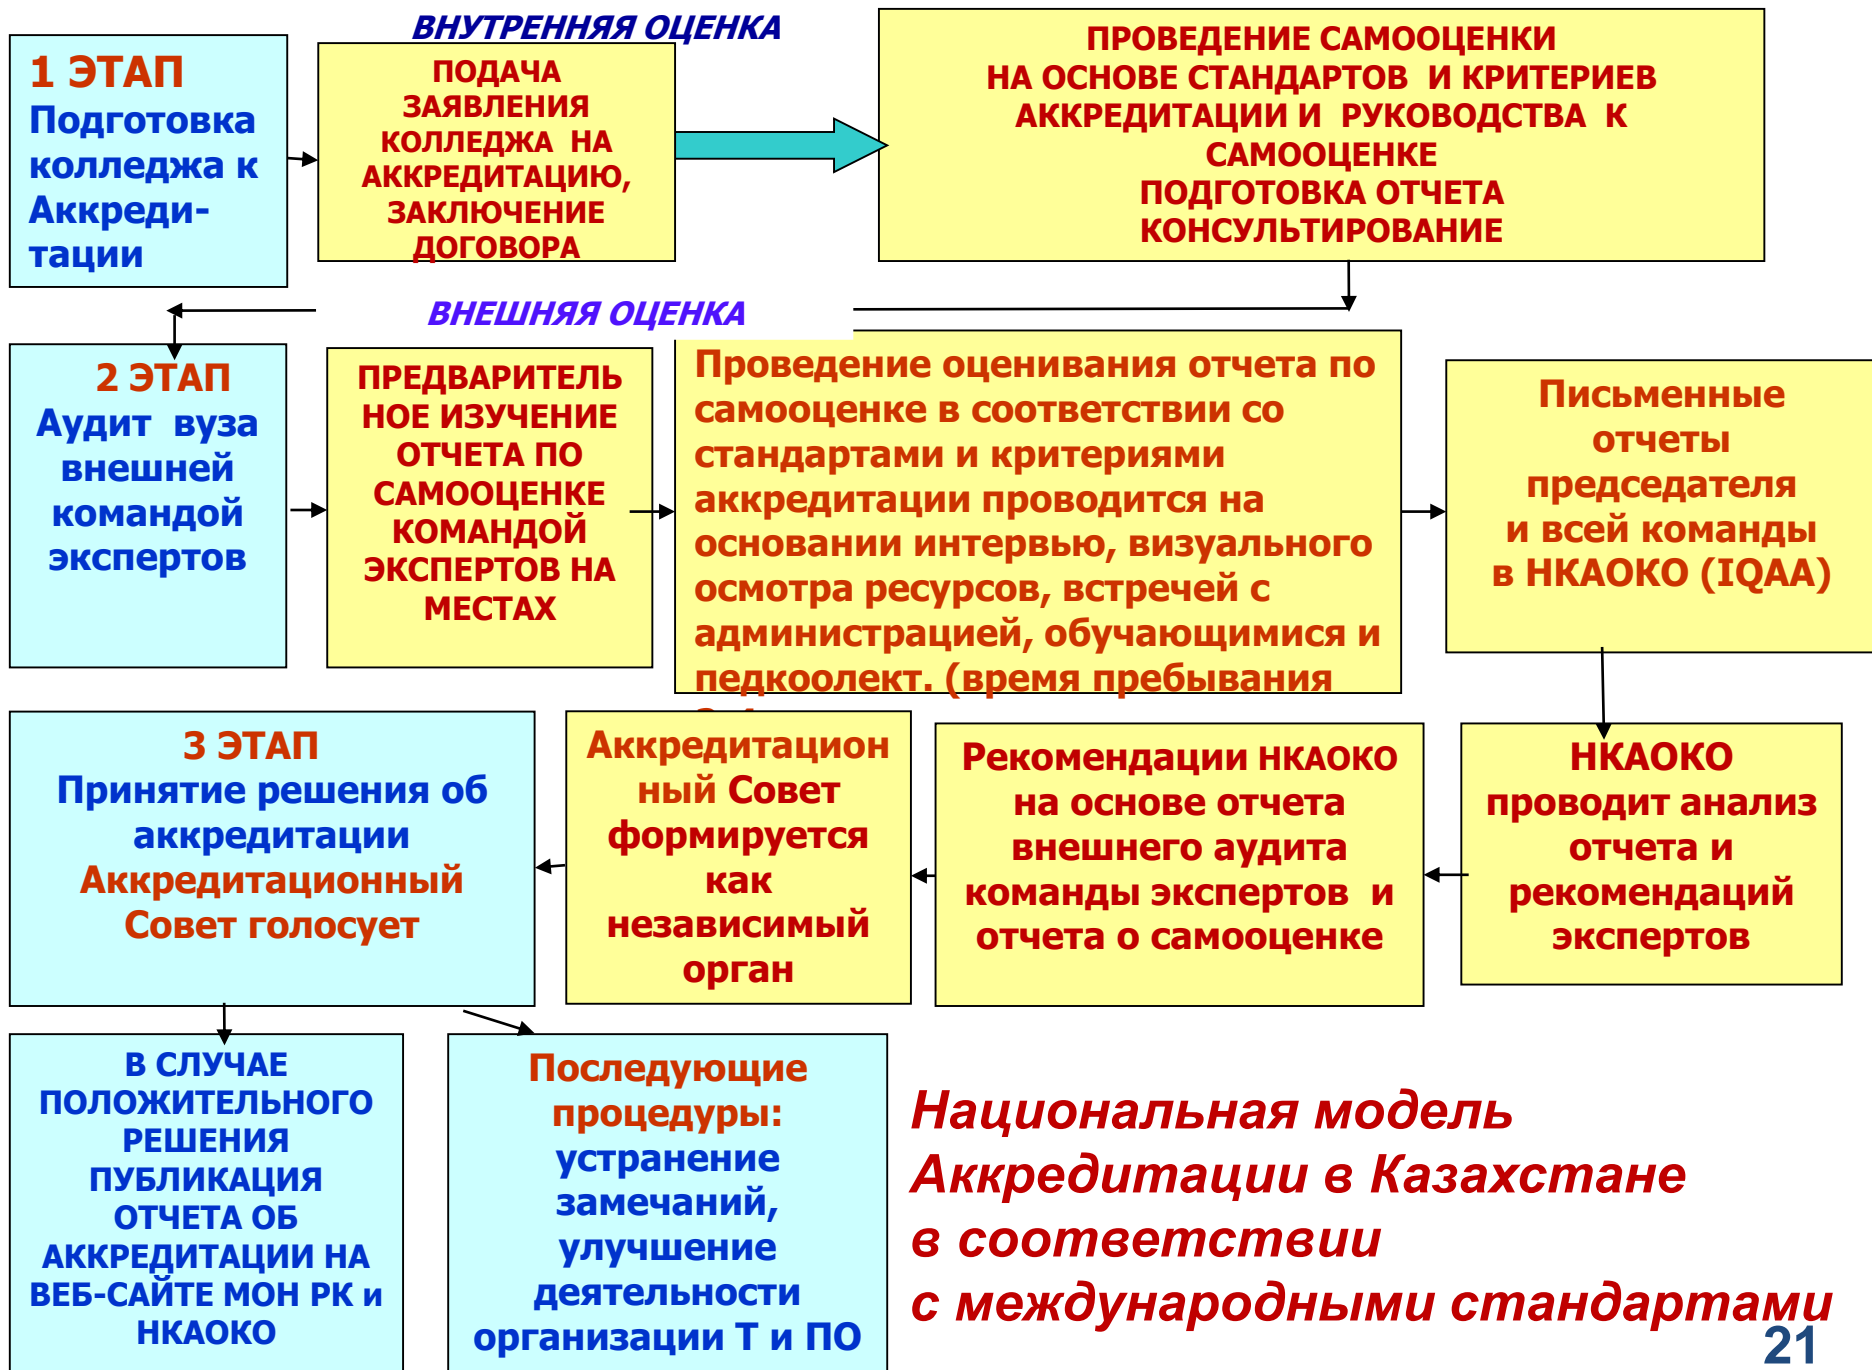 ВНУТРЕННЯЯ ОЦЕНКА
1 ЭТАП
Подготовка
колледжа к
Аккреди-
тации
ПОДАЧА
ЗАЯВЛЕНИЯ
КОЛЛЕДЖА НА
АККРЕДИТАЦИЮ,
ЗАКЛЮЧЕНИЕ
ДОГОВОРА
ПРОВЕДЕНИЕ САМООЦЕНКИ
НА ОСНОВЕ СТАНДАРТОВ И КРИТЕРИЕВ
АККРЕДИТАЦИИ И РУКОВОДСТВА К
САМООЦЕНКЕ
ПОДГОТОВКА ОТЧЕТА
КОНСУЛЬТИРОВАНИЕ
ВНЕШНЯЯ ОЦЕНКА
2 ЭТАП
Аудит вуза
внешней
командой
экспертов
ПРЕДВАРИТЕЛЬ
НОЕ ИЗУЧЕНИЕ
ОТЧЕТА ПО
САМООЦЕНКЕ
КОМАНДОЙ
ЭКСПЕРТОВ НА
МЕСТАХ
Проведение оценивания отчета по
самооценке в соответствии со
стандартами и критериями
аккредитации проводится на
основании интервью, визуального
осмотра ресурсов, встречей с
администрацией, обучающимися и
педкоолект. (время пребывания
Письменные
отчеты
председателя
и всей команды
в НКАОКО (IQAA)
3 ЭТАП
Принятие решения об
аккредитации
Аккредитационный
Совет голосует
Аккредитацион
ный Совет
формируется
как
независимый
орган
Рекомендации НКАОКО
на основе отчета
внешнего аудита
команды экспертов и
отчета о самооценке
НКАОКО
проводит анализ
отчета и
рекомендаций
экспертов
В СЛУЧАЕ
ПОЛОЖИТЕЛЬНОГО
РЕШЕНИЯ
ПУБЛИКАЦИЯ
ОТЧЕТА ОБ
АККРЕДИТАЦИИ НА
ВЕБ-САЙТЕ МОН РК и
НКАОКО
Последующие
процедуры:
устранение
замечаний,
улучшение
деятельности
организации Т и ПО
Национальная модель
Аккредитации в Казахстане
в соответствии
с международными стандартами
21